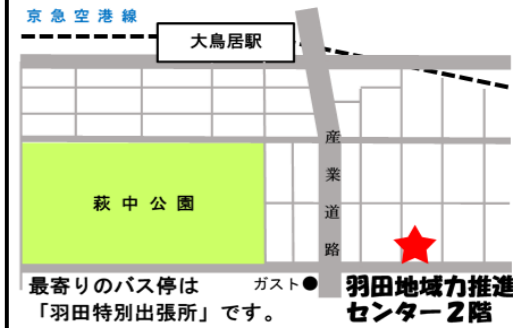 京急空港線
大鳥居駅
産業道路
萩中公園
最寄りのバス停は
「羽田特別出張所」です。
ガスト●
羽田地域力推進
センター2階